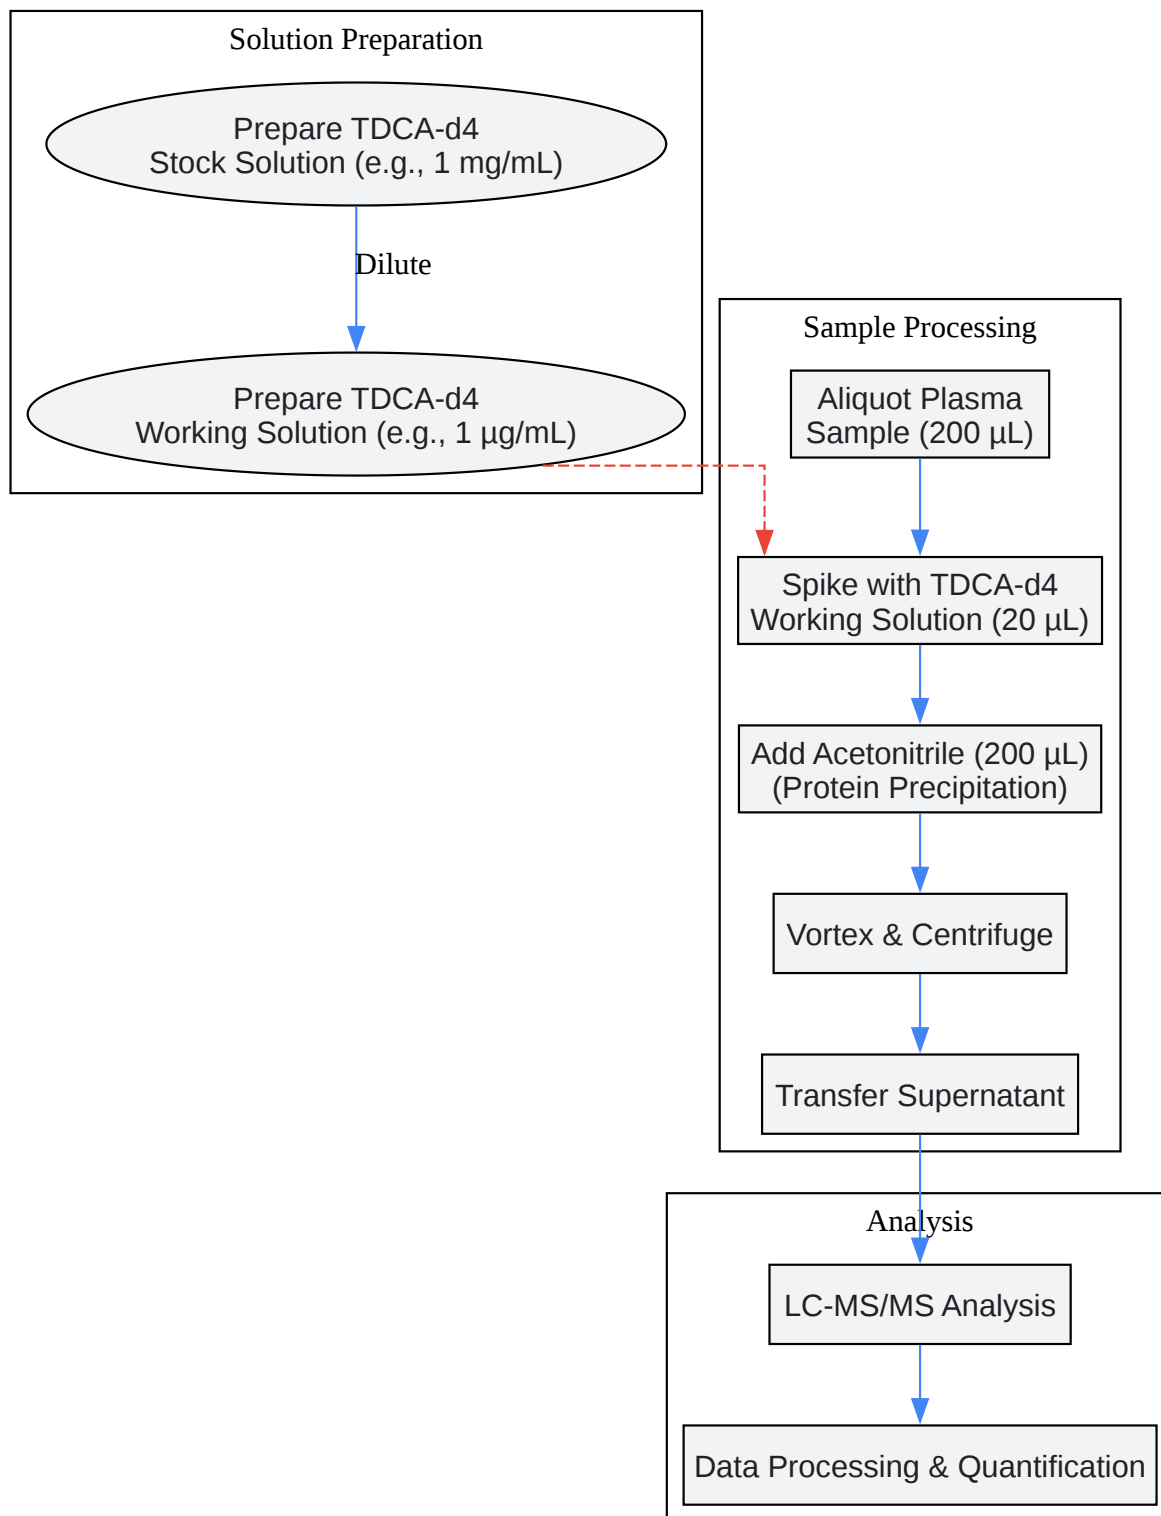 Solution Preparation
Prepare TDCA-d4
Stock Solution (e.g., 1 mg/mL)
Dilute
Prepare TDCA-d4
Working Solution (e.g., 1 µg/mL)
Sample Processing
Aliquot Plasma
Sample (200 µL)
Spike with TDCA-d4
Working Solution (20 µL)
Add Acetonitrile (200 µL)
(Protein Precipitation)
Vortex & Centrifuge
Transfer Supernatant
Analysis
LC-MS/MS Analysis
Data Processing & Quantification